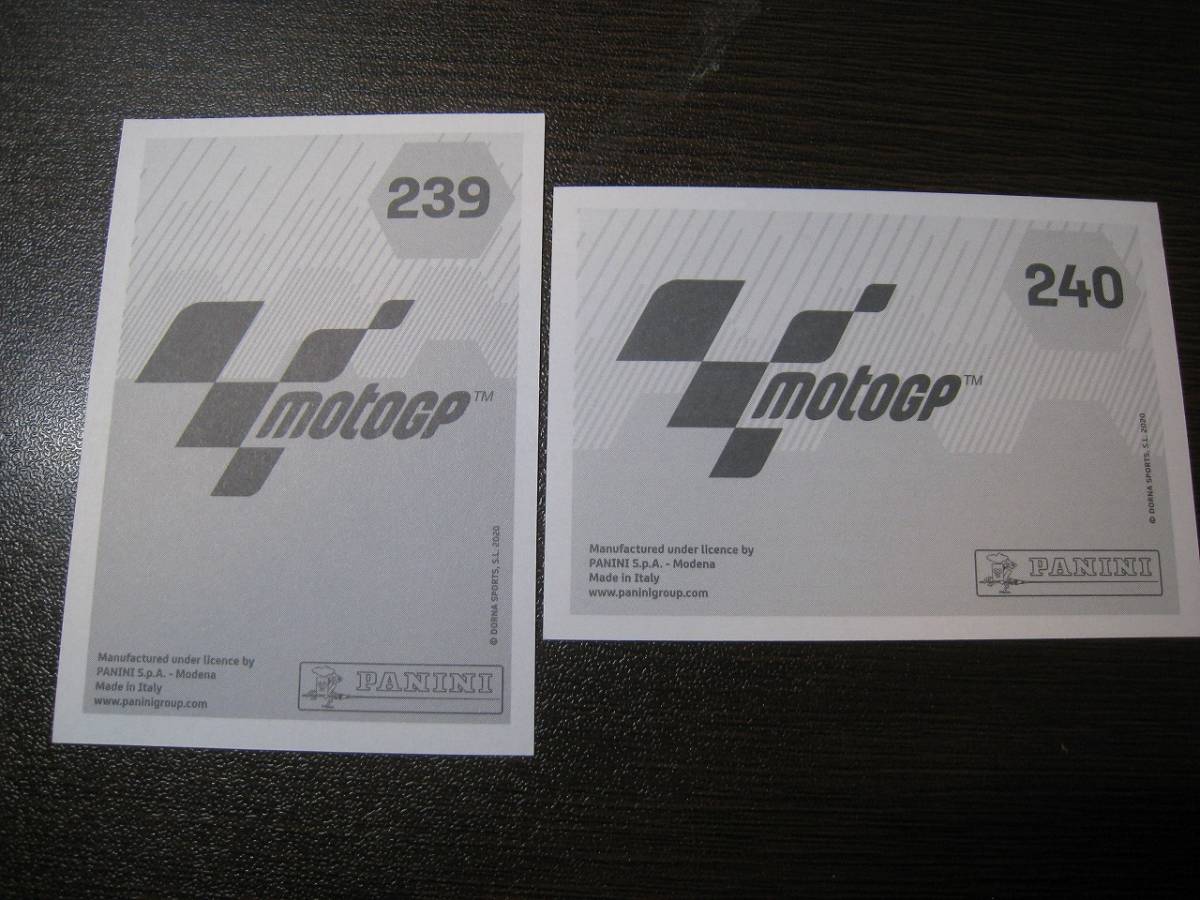 239
motoGP™
© DORNA SPORTS, S.L. 2020
Manufactured under licence by
PANINI S.p.A. - Modena
Made in Italy
www.paninigroup.com
PANINI
240
motoGP™
© DORNA SPORTS, S.L. 2020
Manufactured under licence by
PANINI S.p.A. - Modena
Made in Italy
www.paninigroup.com
PANINI